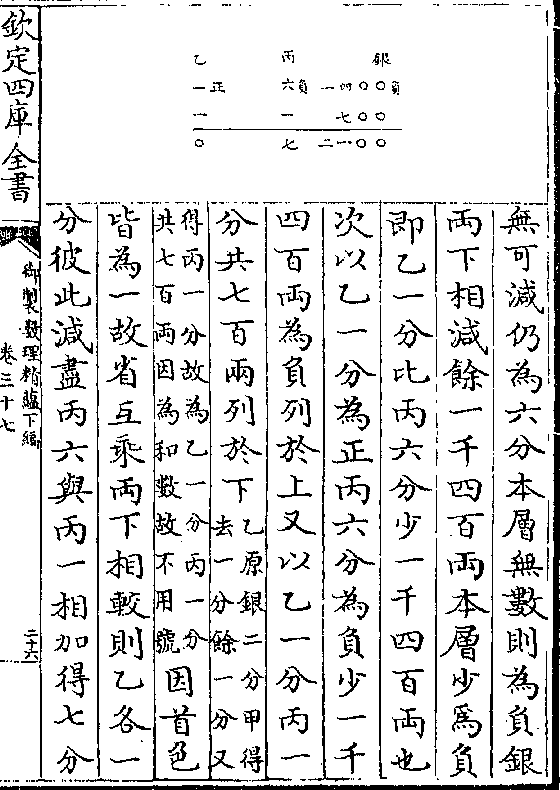 銀 丙 乙
一正 六負 一四〇〇負
一 一 七〇〇
〇 七 二一〇〇
無可減仍為六分本層無數則為負銀
兩下相減餘一千四百兩本層少為負
即乙一分比丙六分少一千四百兩也
次以乙一分為正丙六分為負少一千
四百兩為負列於上又以乙一分丙一
分共七百兩列於下乙原銀二分甲得去一分餘一分又
得丙一分故為乙一分丙一分共七百兩因為和數故不用號因首色
皆為一故省互乘兩下相較則乙各一
分彼此減盡丙六與丙一相加得七分
欽定四庫全書
御製數理精蘊下編
卷三十七
二十六